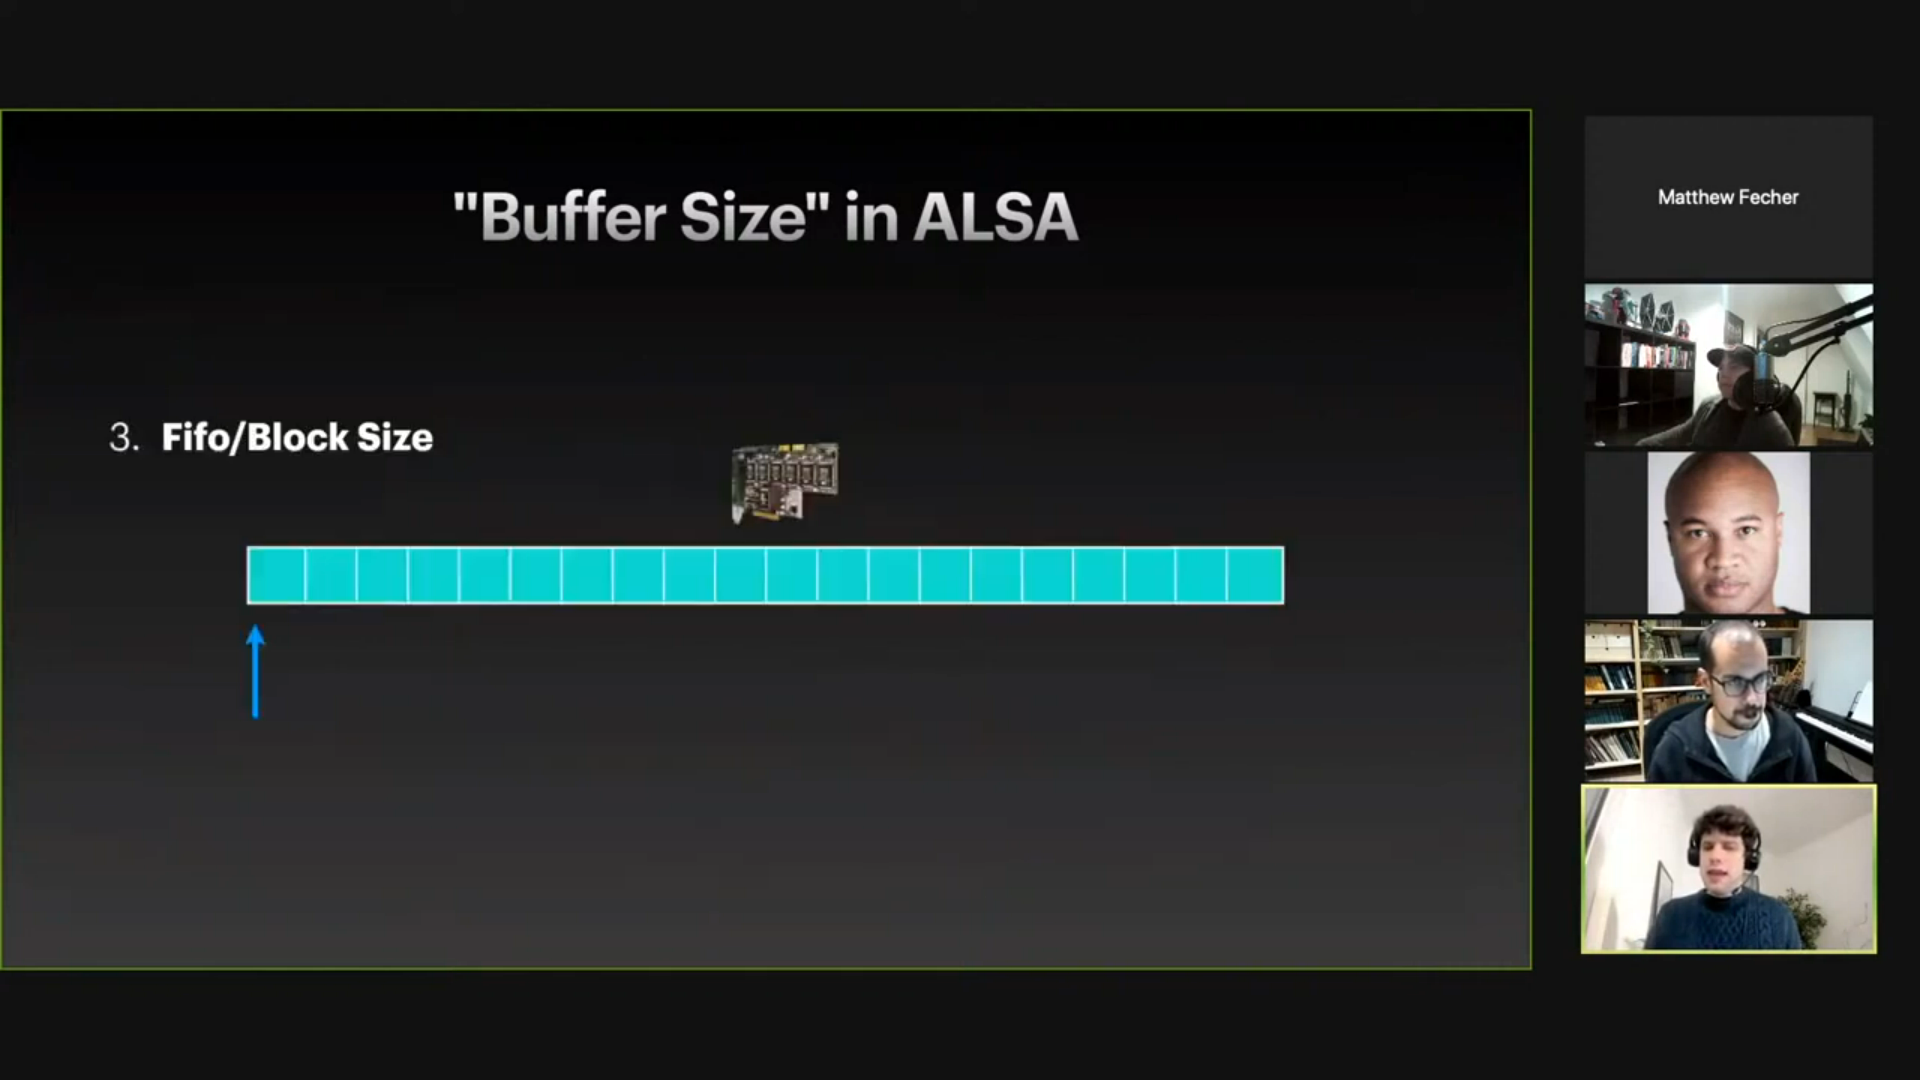 "Buffer Size" in ALSA
3. Fifo/Block Size
Matthew Fecher